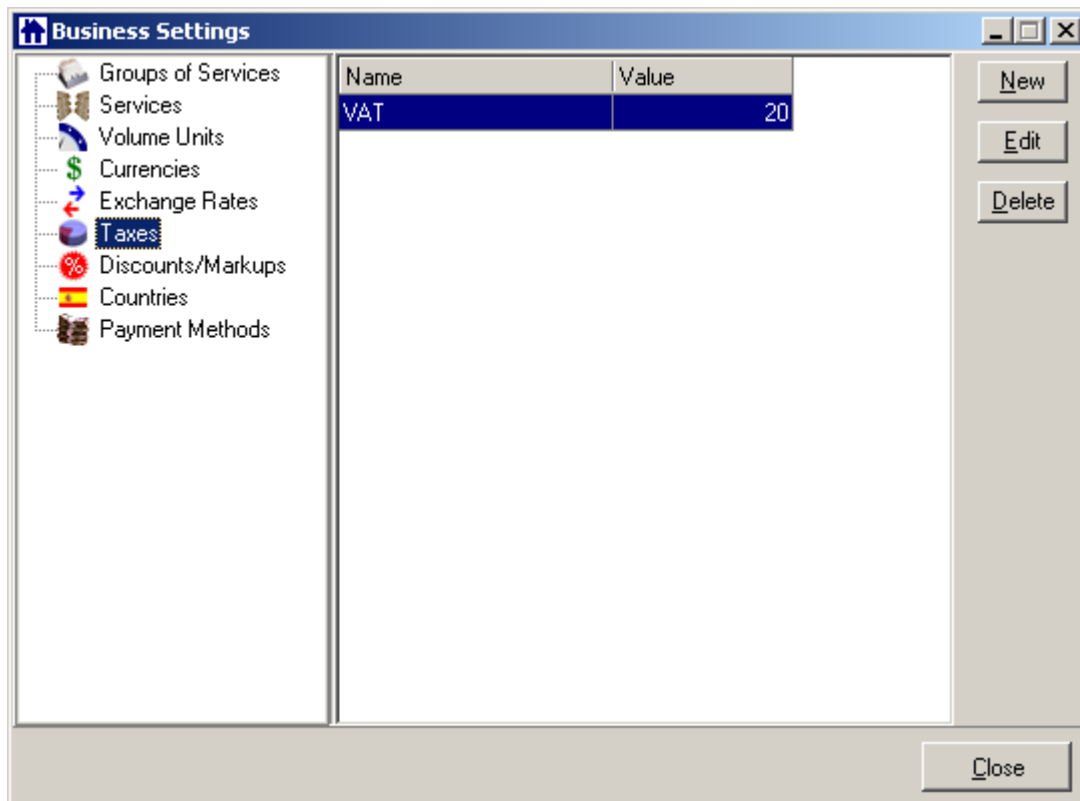 Business Settings
Groups of Services
Services
Volume Units
Currencies
Exchange Rates
Taxes
Discounts/Markups
Countries
Payment Methods
Name Value
VAT 20
New
Edit
Delete
Close